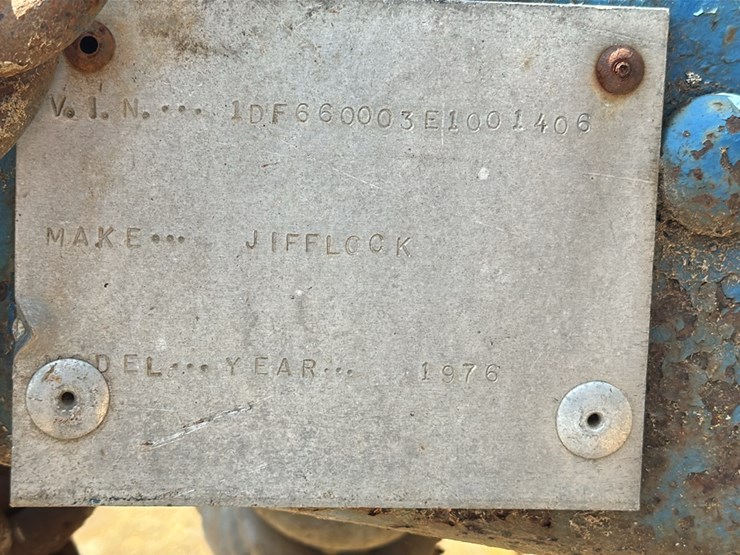 V.I.N.... 1DF660003E1001406
MAKE... JIFFLOCK
DEL... YEAR... 1976